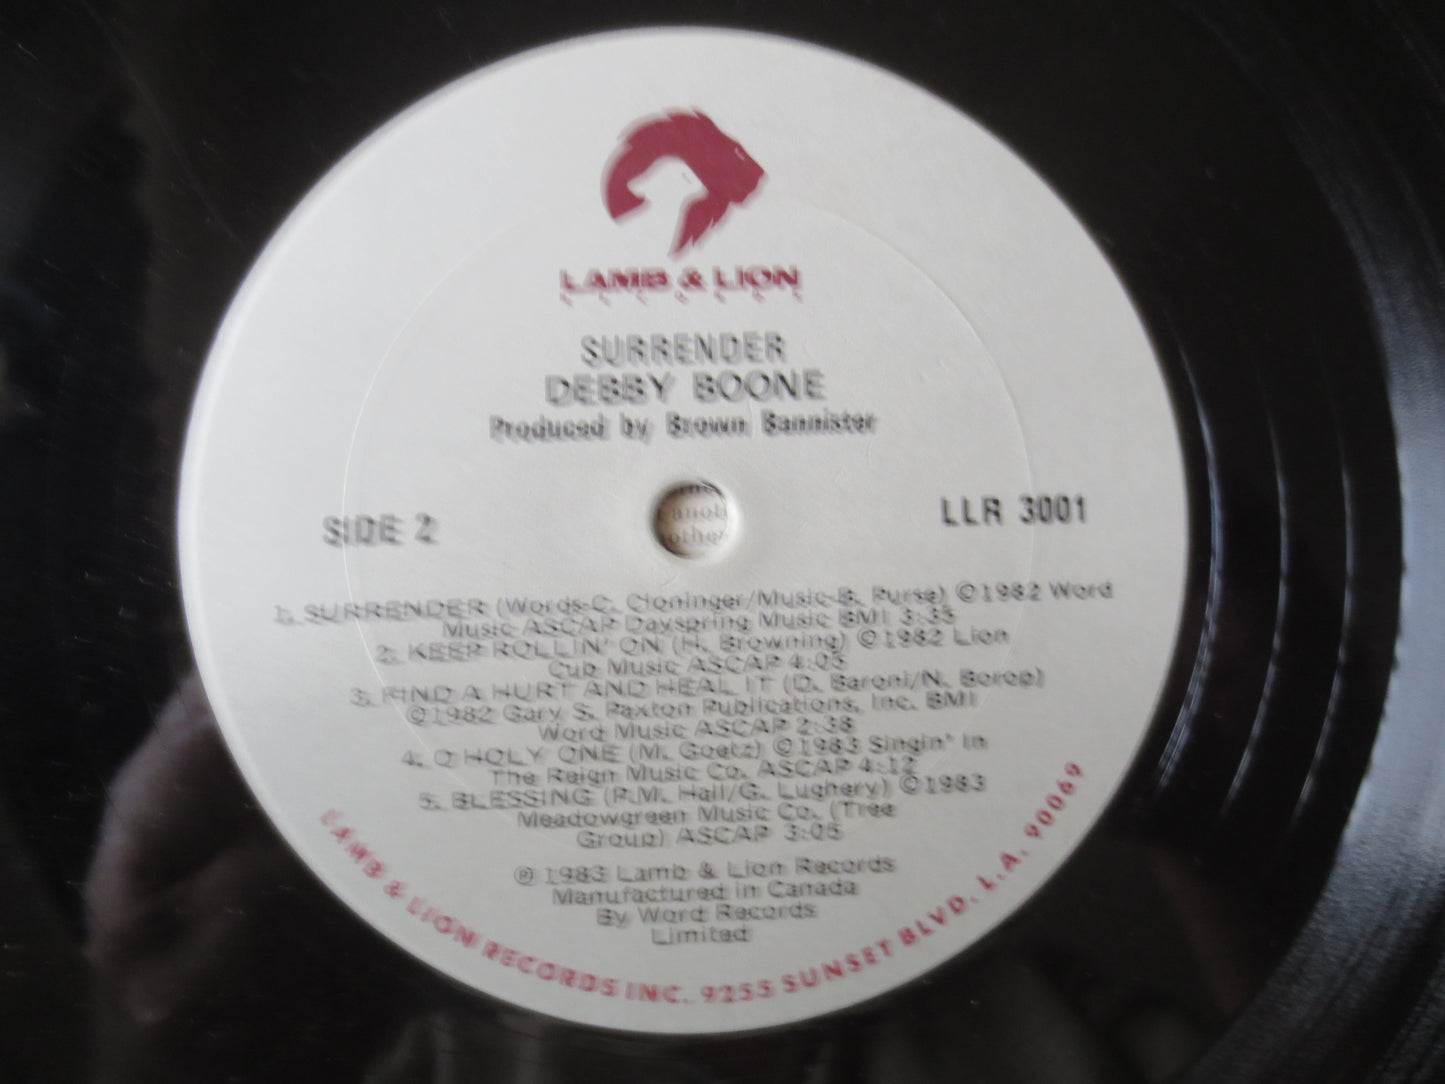 LAMB & LION
RECORDS
SURRENDER
DEBBY BOONE
Produced by Brown Bannister
SIDE 2
LLR 3001
1. SURRENDER (Words-C. Cloninger/Music-B. Purse) ©1982 Word
Music ASCAP Dayspring Music BMI 3:35
2. KEEP ROLLIN' ON (H. Browning) ©1982 Lion
Cub Music ASCAP 4:05
3. FIND A HURT AND HEAL IT (D. Baroni/N. Borop)
©1982 Gary S. Paxton Publications, Inc. BMI
Word Music ASCAP 2:38
4. O HOLY ONE (M. Goetz) ©1983 Singin' In
The Reign Music Co. ASCAP 4:12
5. BLESSING (P.M. Hall/G. Lughery) ©1983
Meadowgreen Music Co. (Tree
Group) ASCAP 3:05
℗ 1983 Lamb & Lion Records
Manufactured in Canada
By Word Records
Limited
LAMB & LION RECORDS INC. 9255 SUNSET BLVD. L.A. 90069